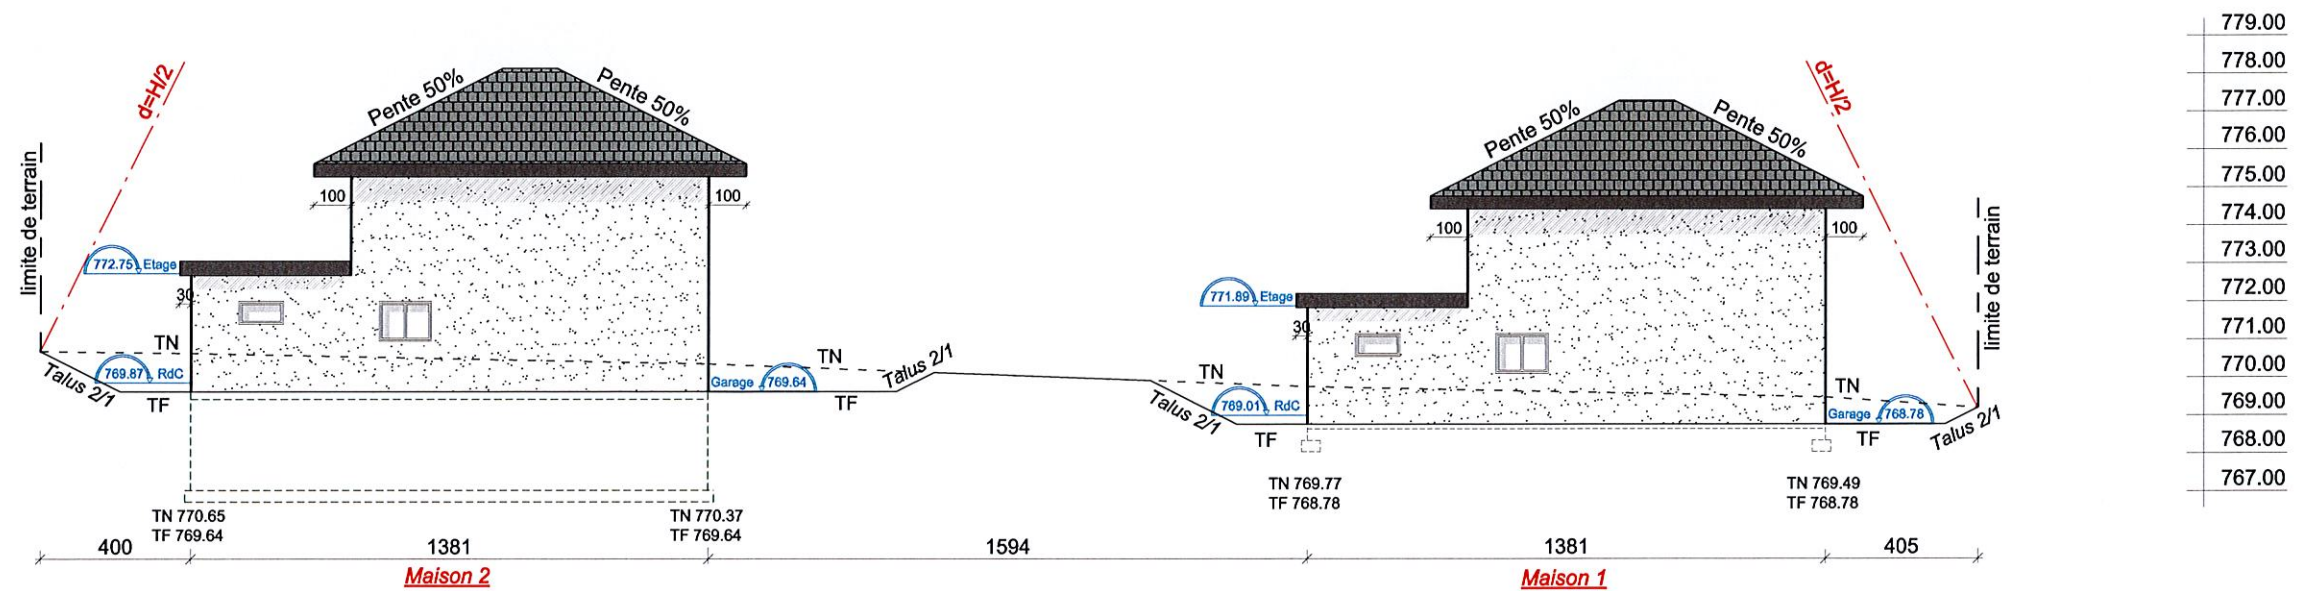 d=H/2
limite de terrain
Pente 50%
Pente 50%
100
100
772.75 Etage
30
TN
769.87 RdC
Talus 2/1
TF
TN
Garage 769.64
Talus 2/1
TF
TN 770.65
TF 769.64
TN 770.37
TF 769.64
d=H/2
limite de terrain
Pente 50%
Pente 50%
100
100
771.89 Etage
30
TN
769.01 RdC
Talus 2/1
TF
TN
Garage 768.78
Talus 2/1
TF
TN 769.77
TF 768.78
TN 769.49
TF 768.78
400
1381
1594
1381
405
Maison 2
Maison 1
779.00
778.00
777.00
776.00
775.00
774.00
773.00
772.00
771.00
770.00
769.00
768.00
767.00